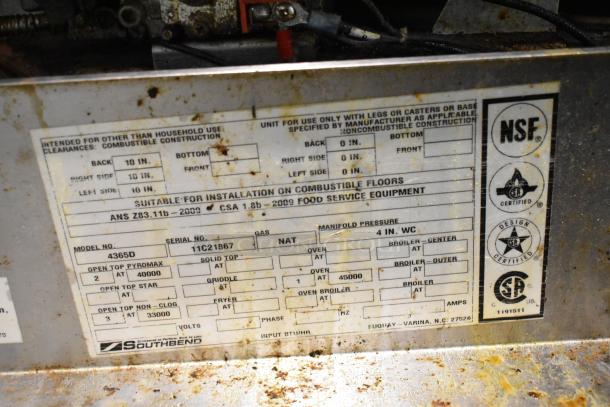 INTENDED FOR OTHER THAN HOUSEHOLD USE
CLEARANCES: COMBUSTIBLE CONSTRUCTION
UNIT FOR USE ONLY WITH LEGS OR CASTERS OR BASE
SPECIFIED BY MANUFACTURER AS APPLICABLE
NONCOMBUSTIBLE CONSTRUCTION
BACK 10 IN. BOTTOM BACK 0 IN. BOTTOM
RIGHT SIDE 10 IN. FRONT RIGHT SIDE 0 IN. FRONT
LEFT SIDE 10 IN. LEFT SIDE 0 IN.
SUITABLE FOR INSTALLATION ON COMBUSTIBLE FLOORS
ANS Z83.11b-2009 CSA 1.8b-2009 FOOD SERVICE EQUIPMENT
MODEL NO. SERIAL NO. GAS MANIFOLD PRESSURE
4365D 11C21867 NAT 4 IN. WC
OPEN TOP PYROMAX SOLID TOP OVEN BROILER-CENTER
2 AT 40000 AT AT AT
OPEN TOP STAR GRIDDLE OVEN BROILER-OUTER
AT AT 1 AT 45000 AT
OPEN TOP NON-CLOG FRYER OVEN BROILER BROILER
3 AT 33000 AT AT AT
VOLTS PHASE HZ AMPS
INPUT BTUHR
SOUTHBEND
FUQUAY-VARINA, N.C. 27526
NSF
CERTIFIED
DESIGN
CERTIFIED
US
1191511